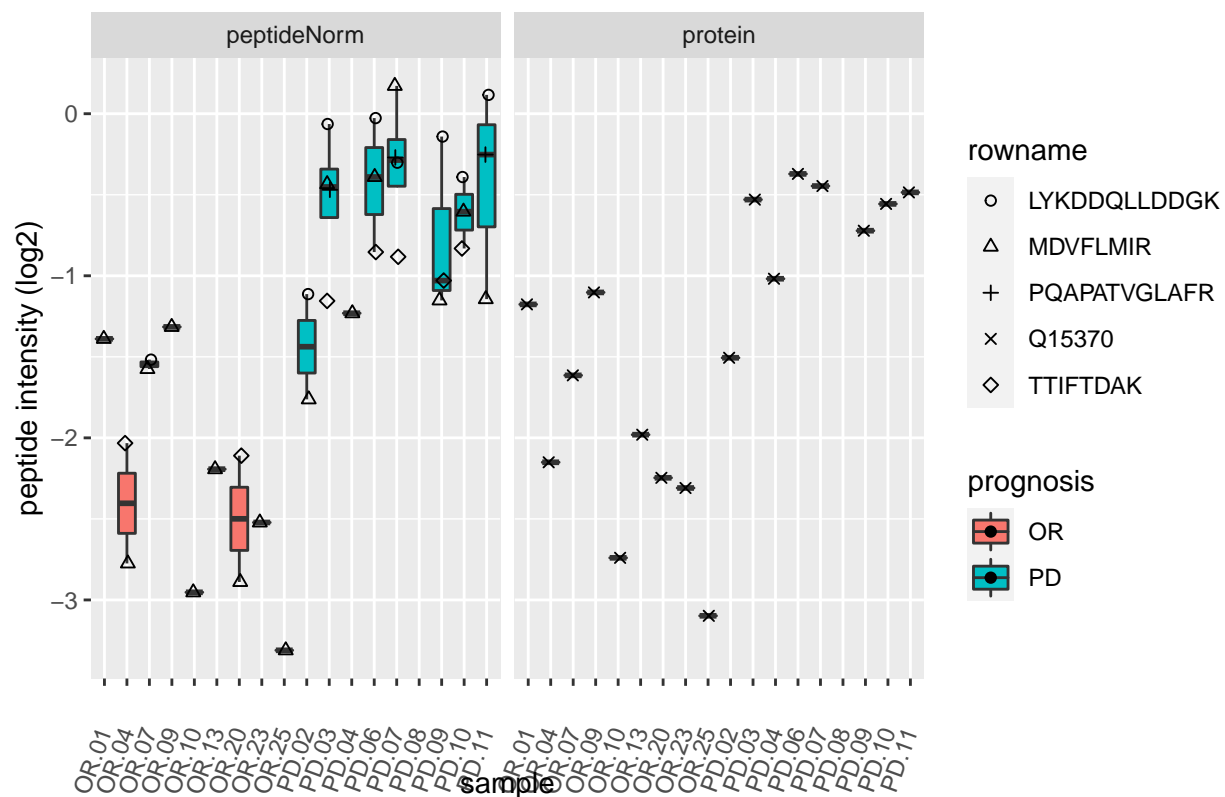 peptideNorm
protein
0
−1
−2
−3
peptide intensity (log2)
OR.01
OR.04
OR.07
OR.09
OR.10
OR.13
OR.20
OR.23
OR.25
OR.02
PD.03
PD.04
PD.06
PD.07
PD.08
PD.09
PD.10
PD.11
OR.01
OR.04
OR.07
OR.09
OR.10
OR.13
OR.20
OR.23
OR.25
OR.02
PD.03
PD.04
PD.06
PD.07
PD.08
PD.09
PD.10
PD.11
sample
rowname
LYKDDQLLDDGK
MDVFLMIR
PQAPATVGLAFR
Q15370
TTIFTDAK
prognosis
OR
PD